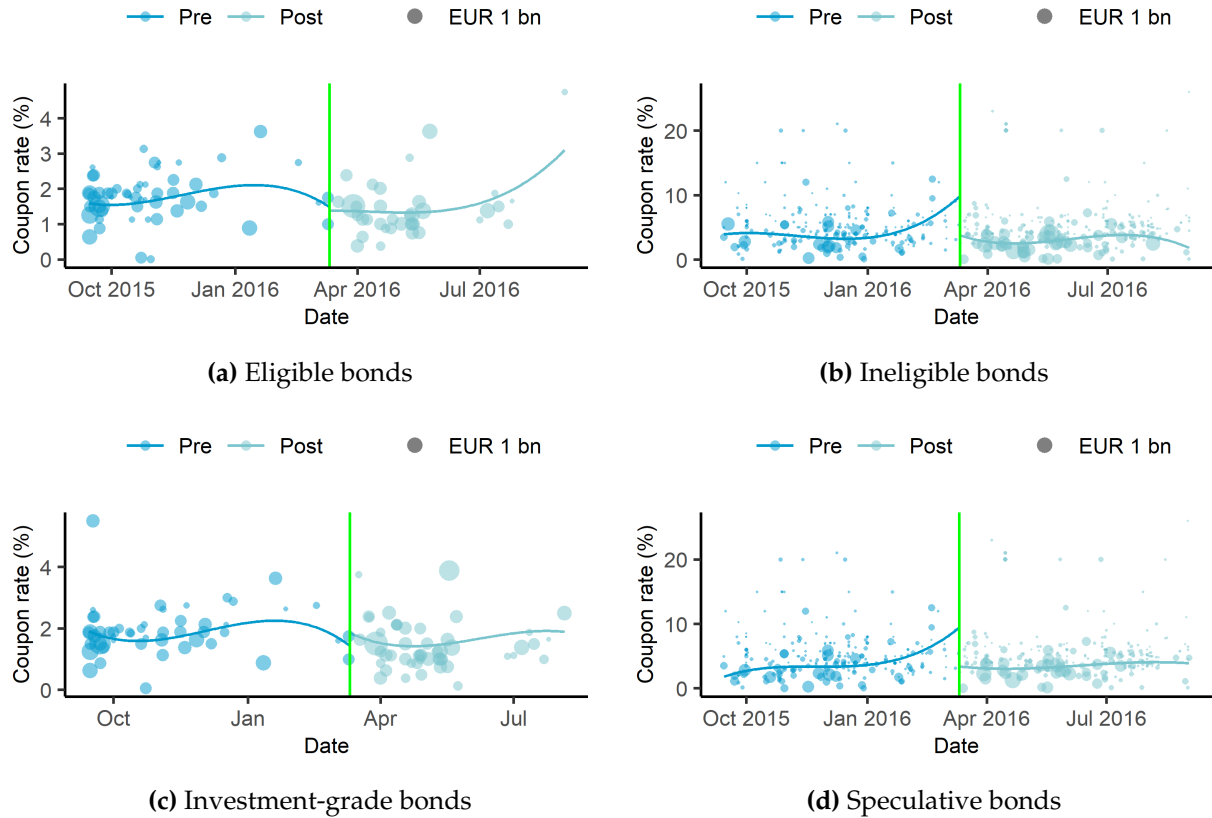 Pre Post EUR 1 bn
Pre Post EUR 1 bn
Coupon rate (%)
4
3
2
1
0
Oct 2015 Jan 2016 Apr 2016 Jul 2016
Date
Coupon rate (%)
20
10
0
Oct 2015 Jan 2016 Apr 2016 Jul 2016
Date
(a) Eligible bonds
(b) Ineligible bonds
Pre Post EUR 1 bn
Pre Post EUR 1 bn
Coupon rate (%)
4
2
0
Oct Jan Apr Jul
Date
Coupon rate (%)
20
10
0
Oct 2015 Jan 2016 Apr 2016 Jul 2016
Date
(c) Investment-grade bonds
(d) Speculative bonds